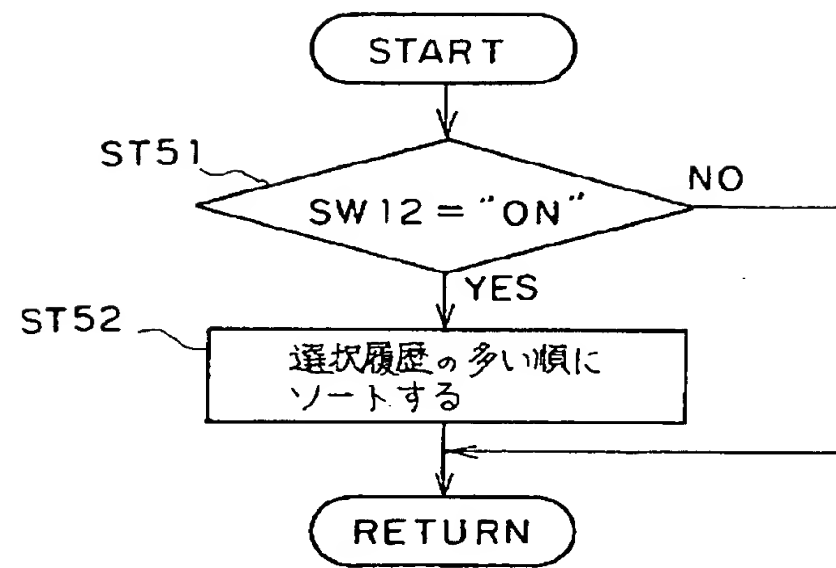 START
ST51
SW12="ON"
NO
YES
ST52
選択履歴の多い順に
ソートする
RETURN